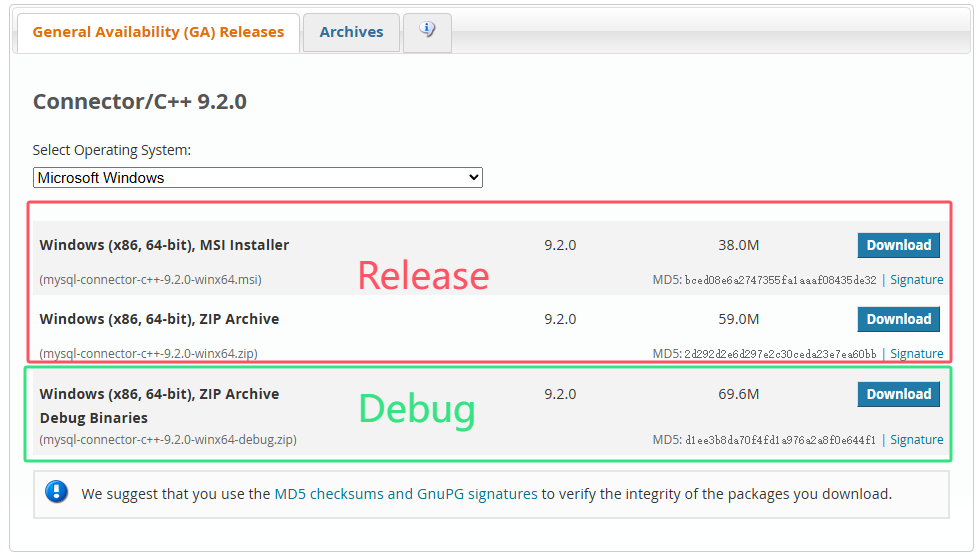 General Availability (GA) Releases
Archives
Connector/C++ 9.2.0
Select Operating System:
Microsoft Windows
Windows (x86, 64-bit), MSI Installer 9.2.0 38.0M Download
(mysql-connector-c++-9.2.0-winx64.msi) MD5: bced08e6a2747355fa1aaaf08435de32 | Signature
Release
Windows (x86, 64-bit), ZIP Archive 9.2.0 59.0M Download
(mysql-connector-c++-9.2.0-winx64.zip) MD5: 2d292d2e6d297e2c30ceda23e7ea60bb | Signature
Windows (x86, 64-bit), ZIP Archive 9.2.0 69.6M Download
Debug Binaries
Debug
(mysql-connector-c++-9.2.0-winx64-debug.zip) MD5: d1ee3b8da70f4fd1a976a2a8f0e644f1 | Signature
We suggest that you use the MD5 checksums and GnuPG signatures to verify the integrity of the packages you download.